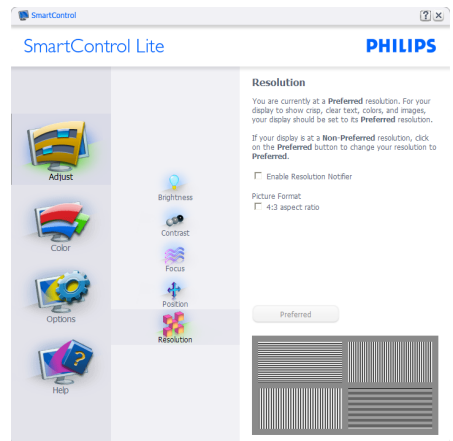 SmartControl
SmartControl Lite
PHILIPS
Adjust
Color
Options
Help
Brightness
Contrast
Focus
Position
Resolution
Resolution
You are currently at a Preferred resolution. For your
display to show crisp, clear text, colors, and images,
your display should be set to its Preferred resolution.
If your display is at a Non-Preferred resolution, click
on the Preferred button to change your resolution to
Preferred.
Enable Resolution Notifier
Picture Format
4:3 aspect ratio
Preferred